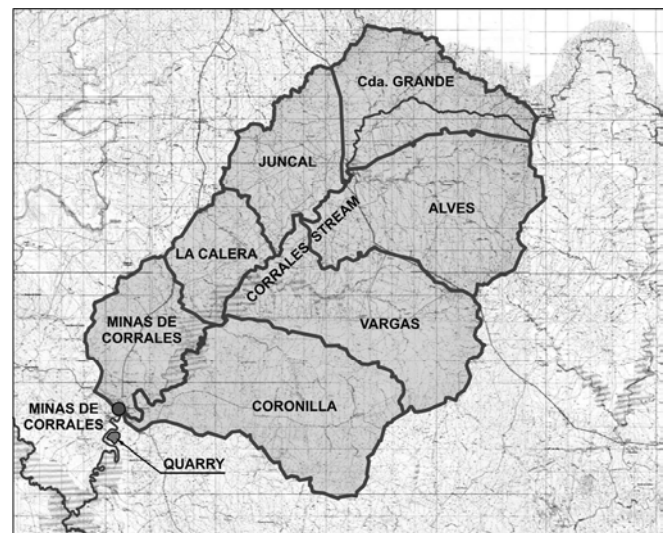 Cda. GRANDE
JUNCAL
ALVES
CORRALES STREAM
LA CALERA
VARGAS
MINAS DE
CORRALES
CORONILLA
MINAS DE
CORRALES
QUARRY